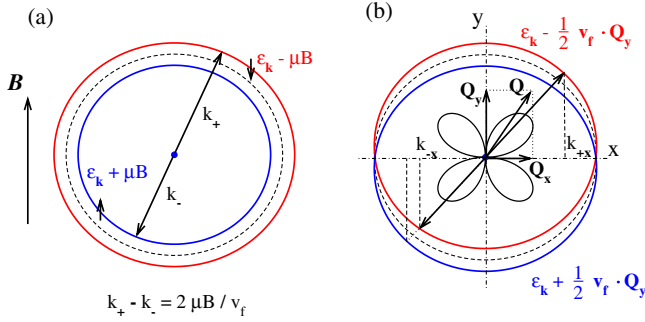 (a)
B
ε_k - μB
k_+
ε_k + μB
k_-
k_+ - k_- = 2 μB / v_f
(b)
y
ε_k - 1/2 v_f · Q_y
Q_y
Q
k_-x
k_+x
x
Q_x
ε_k + 1/2 v_f · Q_y